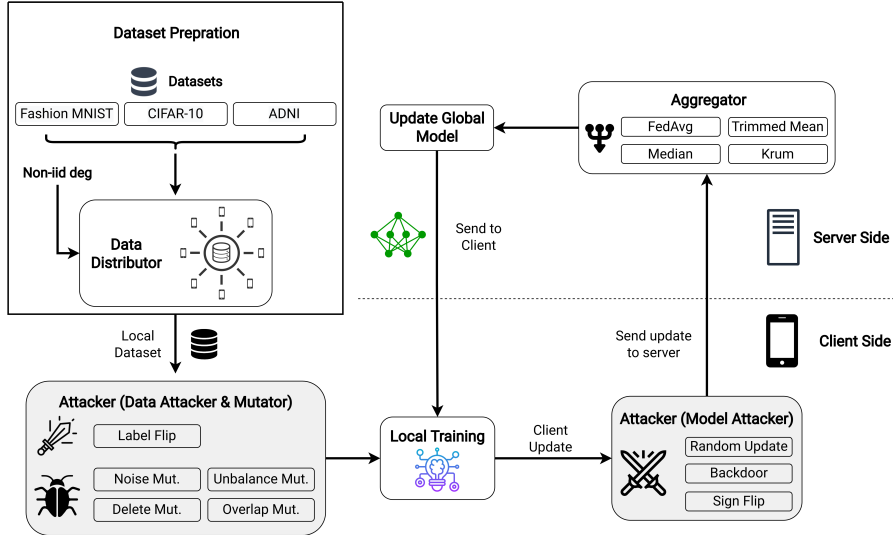 Dataset Prepration
Datasets
Fashion MNIST
CIFAR-10
ADNI
Non-iid deg
Data
Distributor
Local
Dataset
Attacker (Data Attacker & Mutator)
Label Flip
Noise Mut.
Unbalance Mut.
Delete Mut.
Overlap Mut.
Update Global
Model
Send to
Client
Local Training
Client
Update
Aggregator
FedAvg
Trimmed Mean
Median
Krum
Server Side
Client Side
Send update
to server
Attacker (Model Attacker)
Random Update
Backdoor
Sign Flip